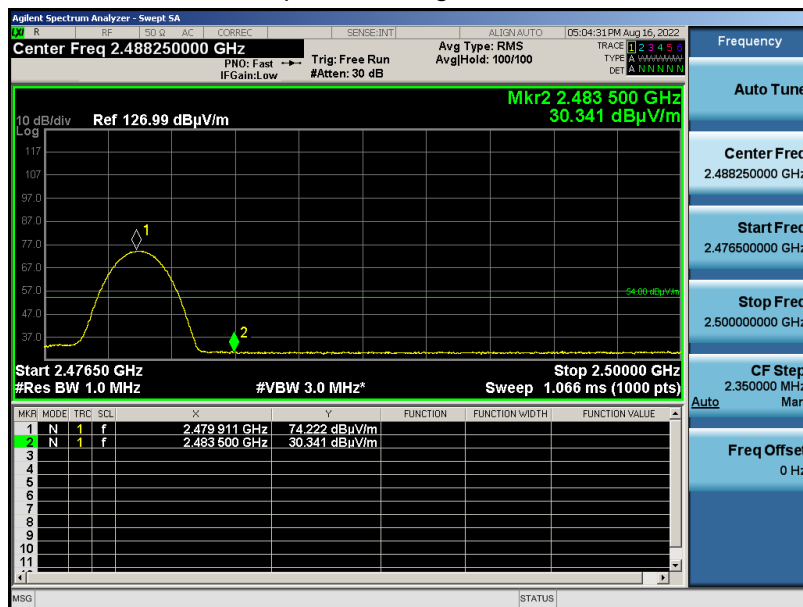 Agilent Spectrum Analyzer - Swept SA
LXI R RF 50 Ω AC CORREC SENSE:INT ALIGN AUTO 05:04:31 PM Aug 16, 2022
Center Freq 2.488250000 GHz
PNO: Fast
IFGain:Low
Trig: Free Run
#Atten: 30 dB
Avg Type: RMS
Avg|Hold: 100/100
TRACE 1 2 3 4 5 6
TYPE A WWWWW
DET A N N N N N
Mkr2 2.483 500 GHz
30.341 dBµV/m
10 dB/div Ref 126.99 dBµV/m
Log
117
107
97.0
87.0
77.0
67.0
57.0
47.0
37.0
1
2
54.00 dBµV/m
Start 2.47650 GHz Stop 2.50000 GHz
#Res BW 1.0 MHz #VBW 3.0 MHz* Sweep 1.066 ms (1000 pts)
MKR MODE TRC SCL X Y FUNCTION FUNCTION WIDTH FUNCTION VALUE
1 N 1 f 2.479 911 GHz 74.222 dBµV/m
2 N 1 f 2.483 500 GHz 30.341 dBµV/m
3
4
5
6
7
8
9
10
11
MSG STATUS
Frequency
Auto Tune
Center Freq
2.488250000 GHz
Start Freq
2.476500000 GHz
Stop Freq
2.500000000 GHz
CF Step
2.350000 MHz
Auto Man
Freq Offset
0 Hz